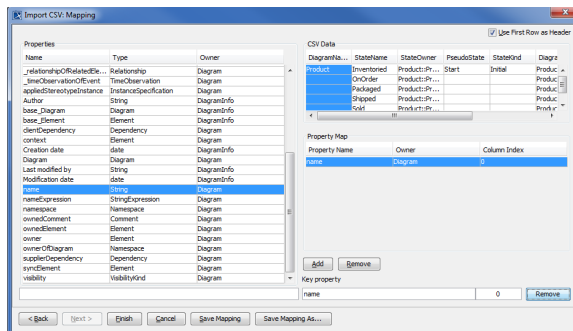 Import CSV: Mapping
Use First Row as Header
Properties
Name Type Owner
_relationshipOfRelatedEle... Relationship Diagram
_timeObservationOfEvent TimeObservation Diagram
appliedStereotypeInstance InstanceSpecification Diagram
Author String DiagramInfo
base_Diagram Diagram DiagramInfo
base_Element Element DiagramInfo
clientDependency Dependency Diagram
context Element Diagram
Creation date date DiagramInfo
Diagram Diagram Diagram
Last modified by String DiagramInfo
Modification date date DiagramInfo
name String Diagram
nameExpression StringExpression Diagram
namespace Namespace Diagram
ownedComment Comment Diagram
ownedElement Element Diagram
owner Element Diagram
ownerOfDiagram Namespace Diagram
supplierDependency Dependency Diagram
syncElement Element Diagram
visibility VisibilityKind Diagram
CSV Data
DiagramNa... StateName StateOwner PseudoState StateKind Diagra
Product Inventoried Product::Pr... Start Initial Produc
OnOrder Product::Pr... Produc
Packaged Product::Pr... Produc
Shipped Product::Pr... Produc
Sold Product::Pr... Produc
Property Map
Property Name Owner Column Index
name Diagram 0
Add Remove
Key property
name 0 Remove
< Back Next > Finish Cancel Save Mapping Save Mapping As...